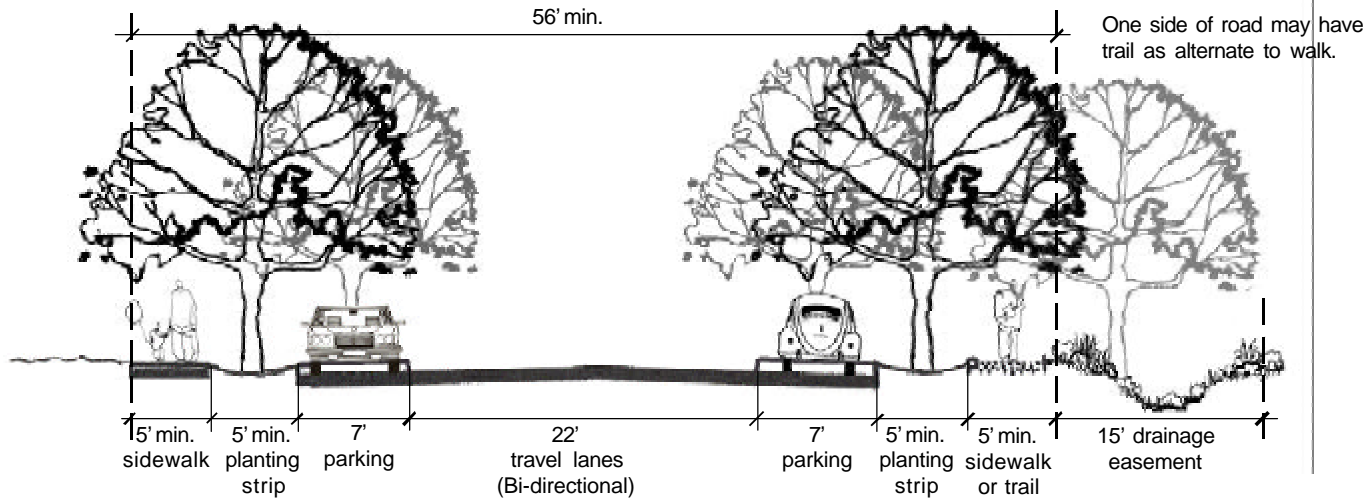 56’ min.
One side of road may have
trail as alternate to walk.
5’ min.
sidewalk
5’ min.
planting
strip
7’
parking
22’
travel lanes
(Bi-directional)
7’
parking
5’ min.
planting
strip
5’ min.
sidewalk
or trail
15’ drainage
easement